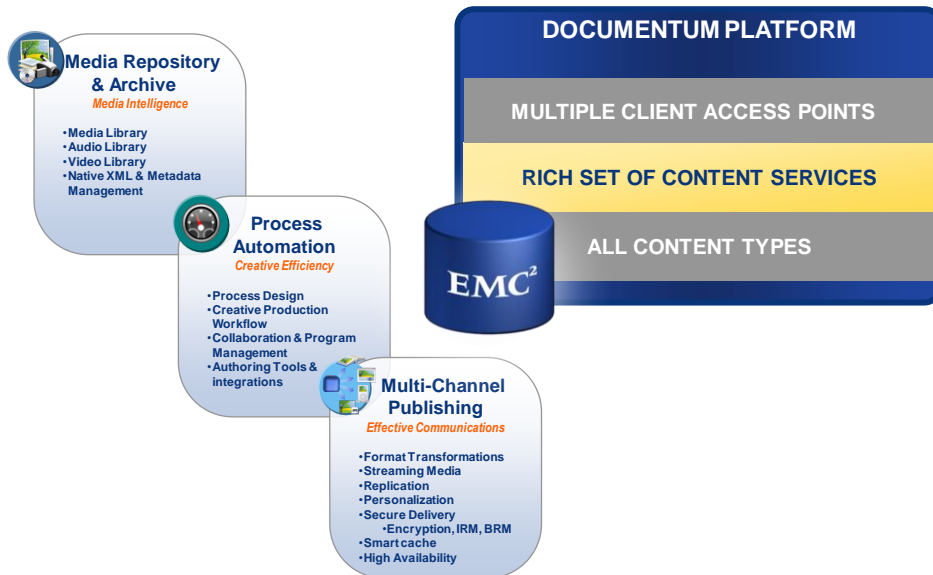 Media Repository
& Archive
Media Intelligence
•Media Library
•Audio Library
•Video Library
•Native XML & Metadata
Management
Process
Automation
Creative Efficiency
•Process Design
•Creative Production
Workflow
•Collaboration & Program
Management
•Authoring Tools &
integrations
Multi-Channel
Publishing
Effective Communications
•Format Transformations
•Streaming Media
•Replication
•Personalization
•Secure Delivery
•Encryption, IRM, BRM
•Smart cache
•High Availability
DOCUMENTUM PLATFORM
MULTIPLE CLIENT ACCESS POINTS
RICH SET OF CONTENT SERVICES
ALL CONTENT TYPES
EMC²